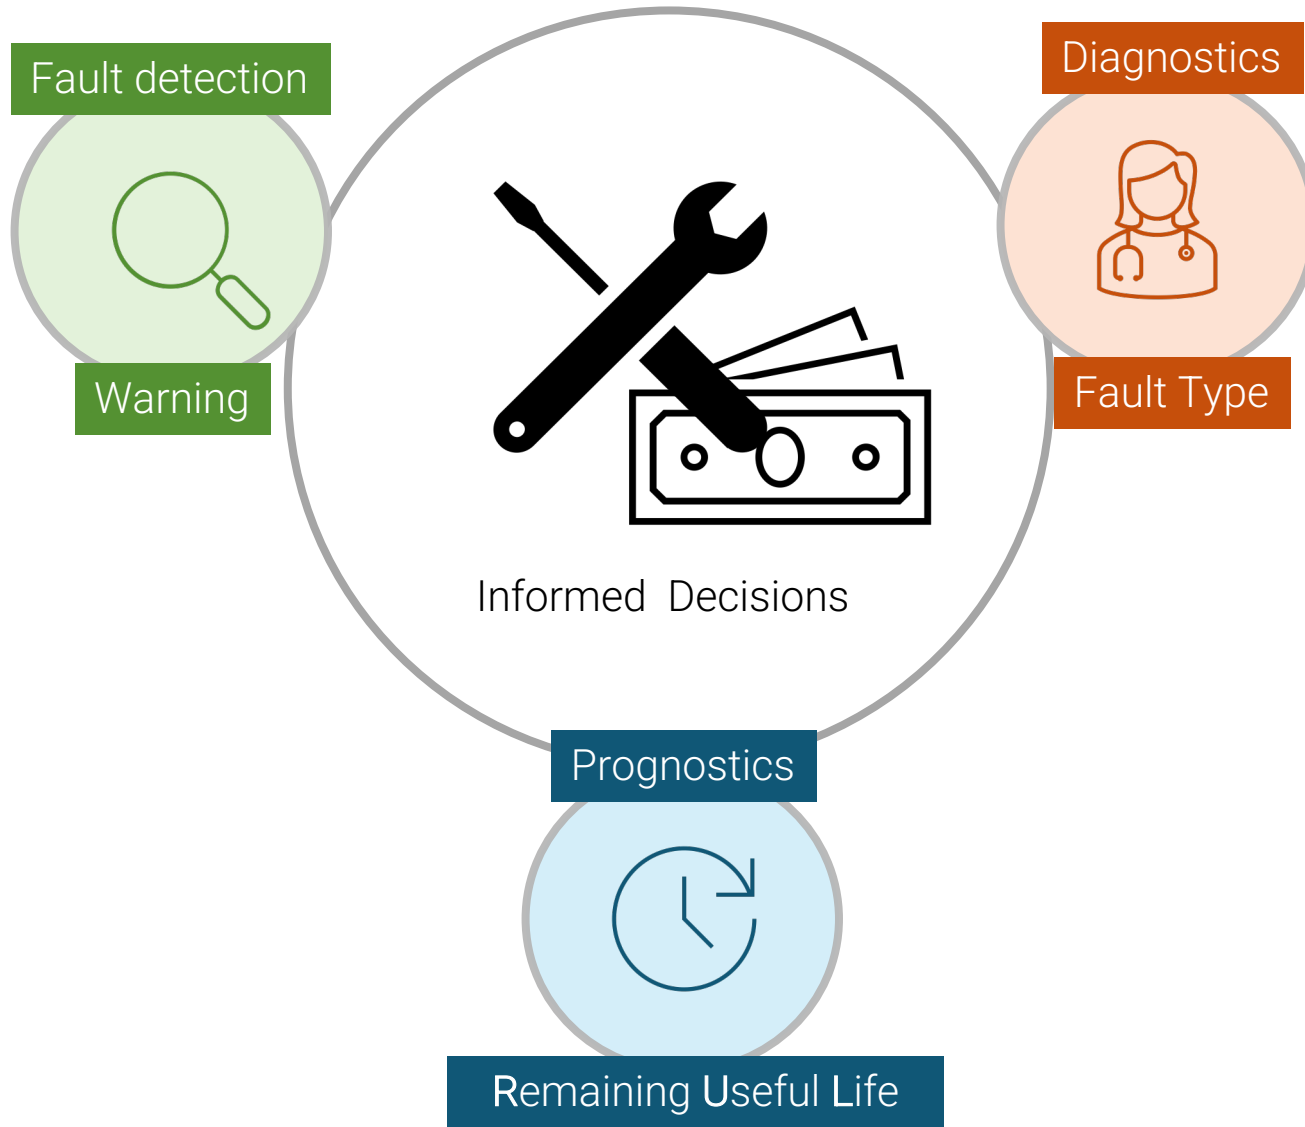 Fault detection
Diagnostics
Warning
Fault Type
Informed Decisions
Prognostics
Remaining Useful Life